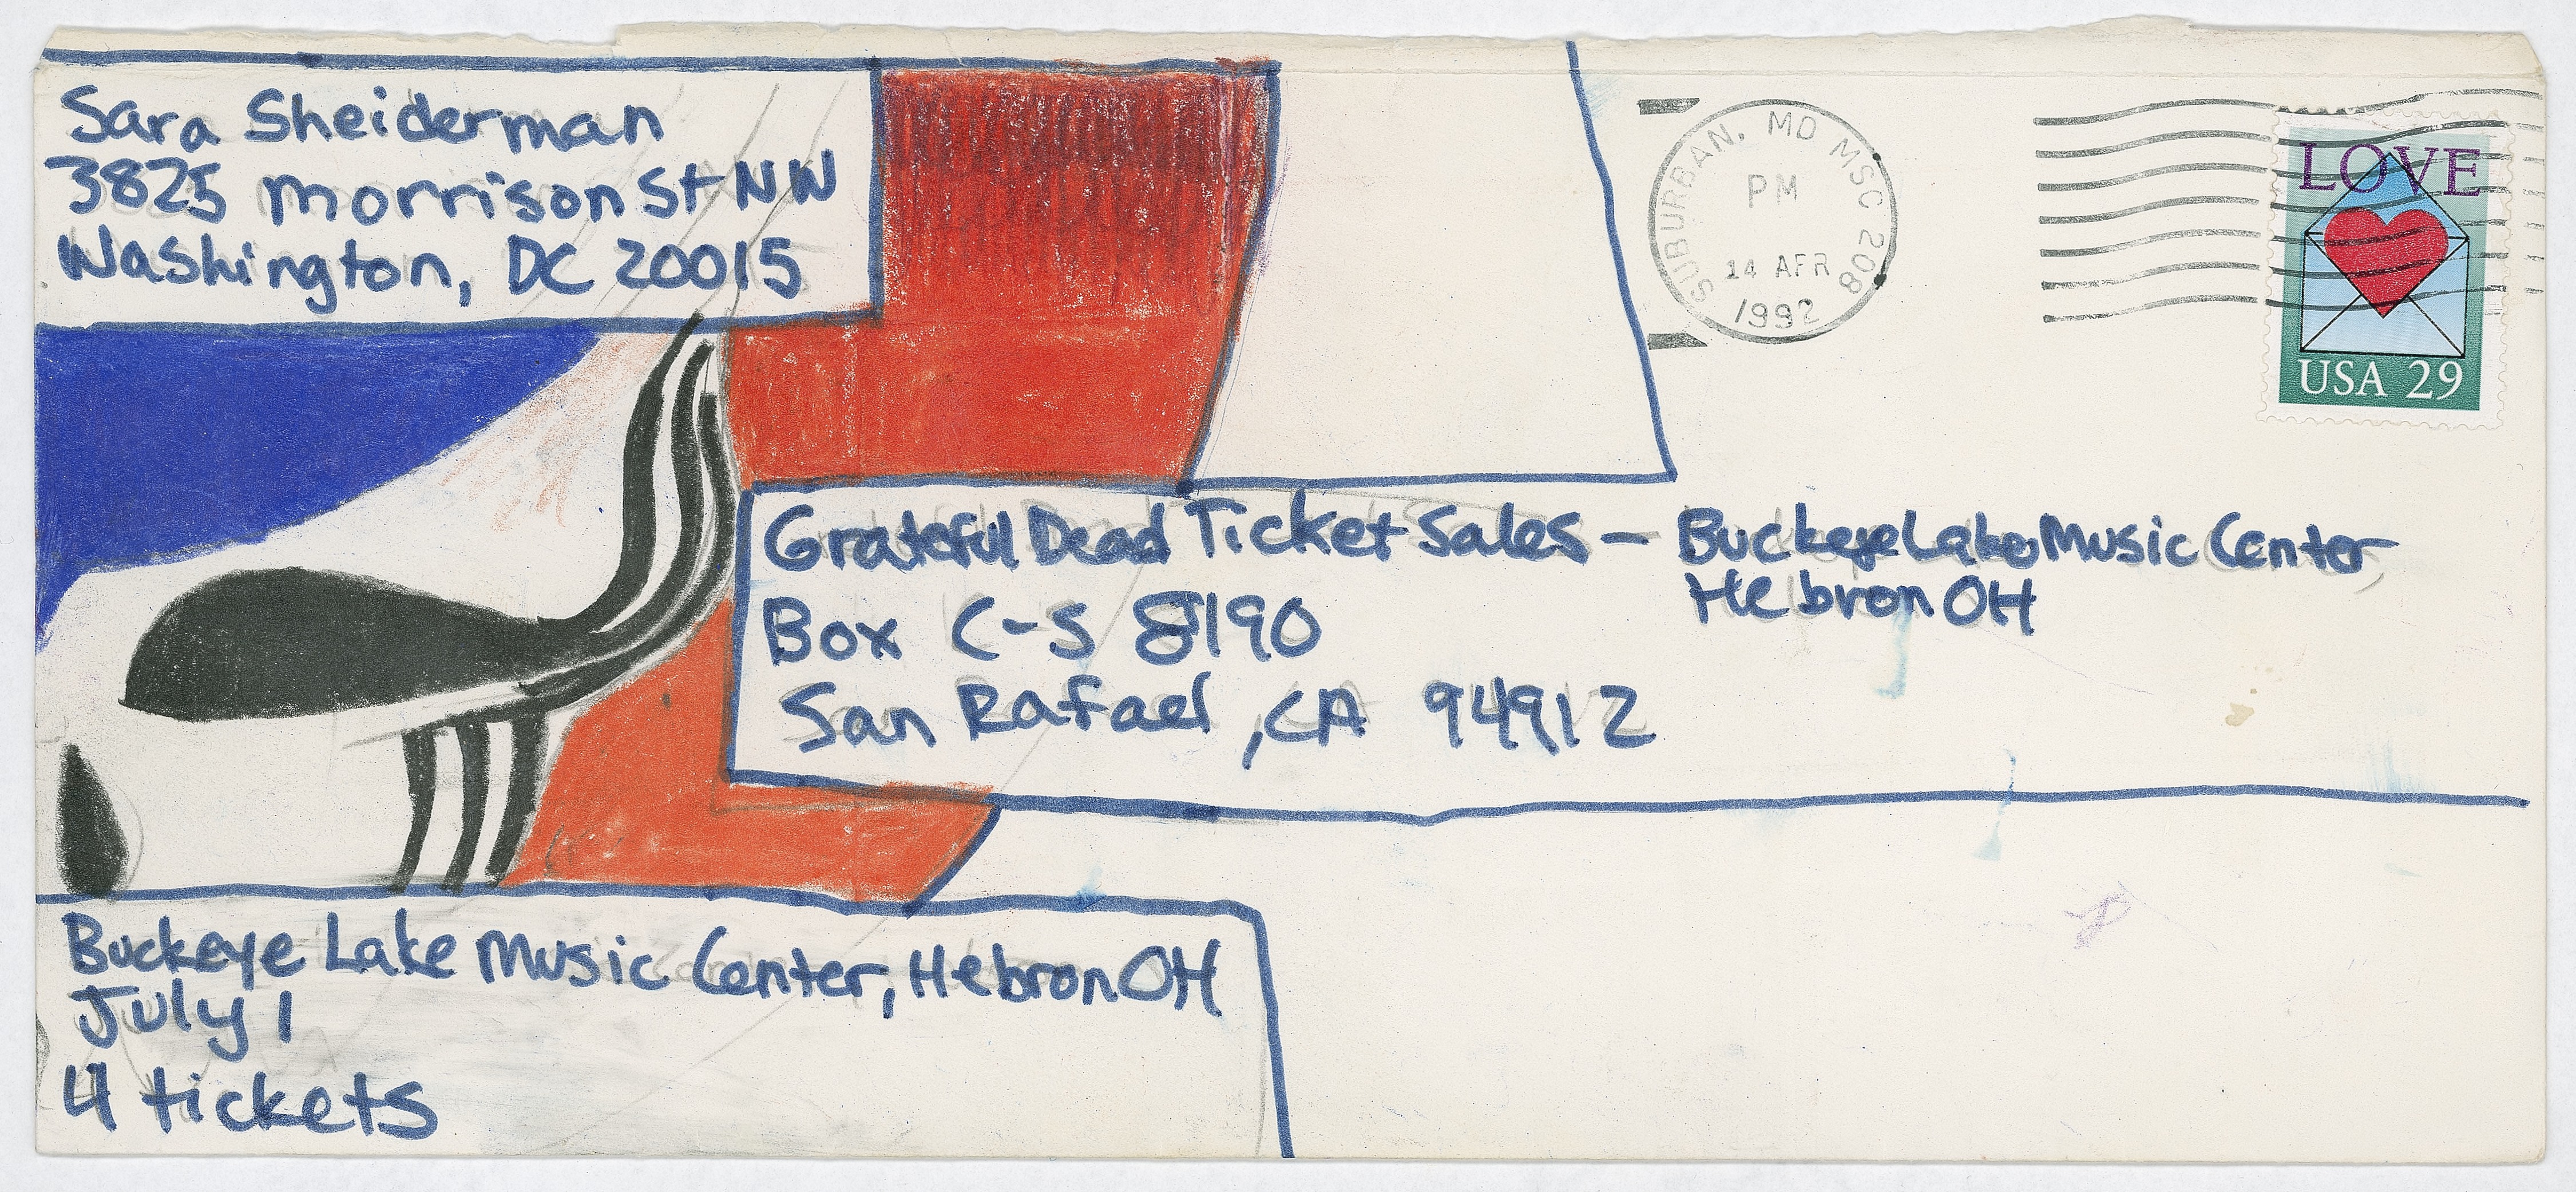 Sara Sheiderman
3825 Morrison St NW
Washington, DC 20015
SUBURBAN, MD MSC 208
PM
14 APR
1992
LOVE
USA 29
Grateful Dead Ticket Sales – Buckeye Lake Music Center,
Hebron OH
Box C-S 8190
San Rafael, CA 94912
Buckeye Lake Music Center, Hebron OH
July 1
4 tickets